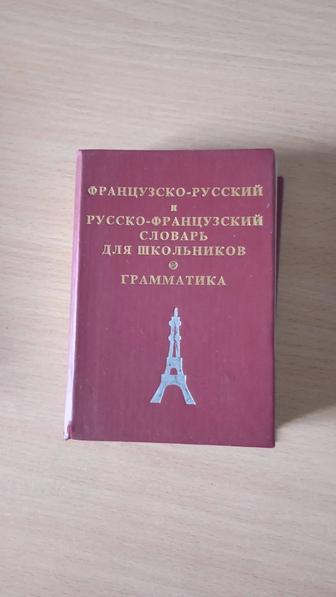 ФРАНЦУЗСКО-РУССКИЙ
и
РУССКО-ФРАНЦУЗСКИЙ
СЛОВАРЬ
ДЛЯ ШКОЛЬНИКОВ
ГРАММАТИКА